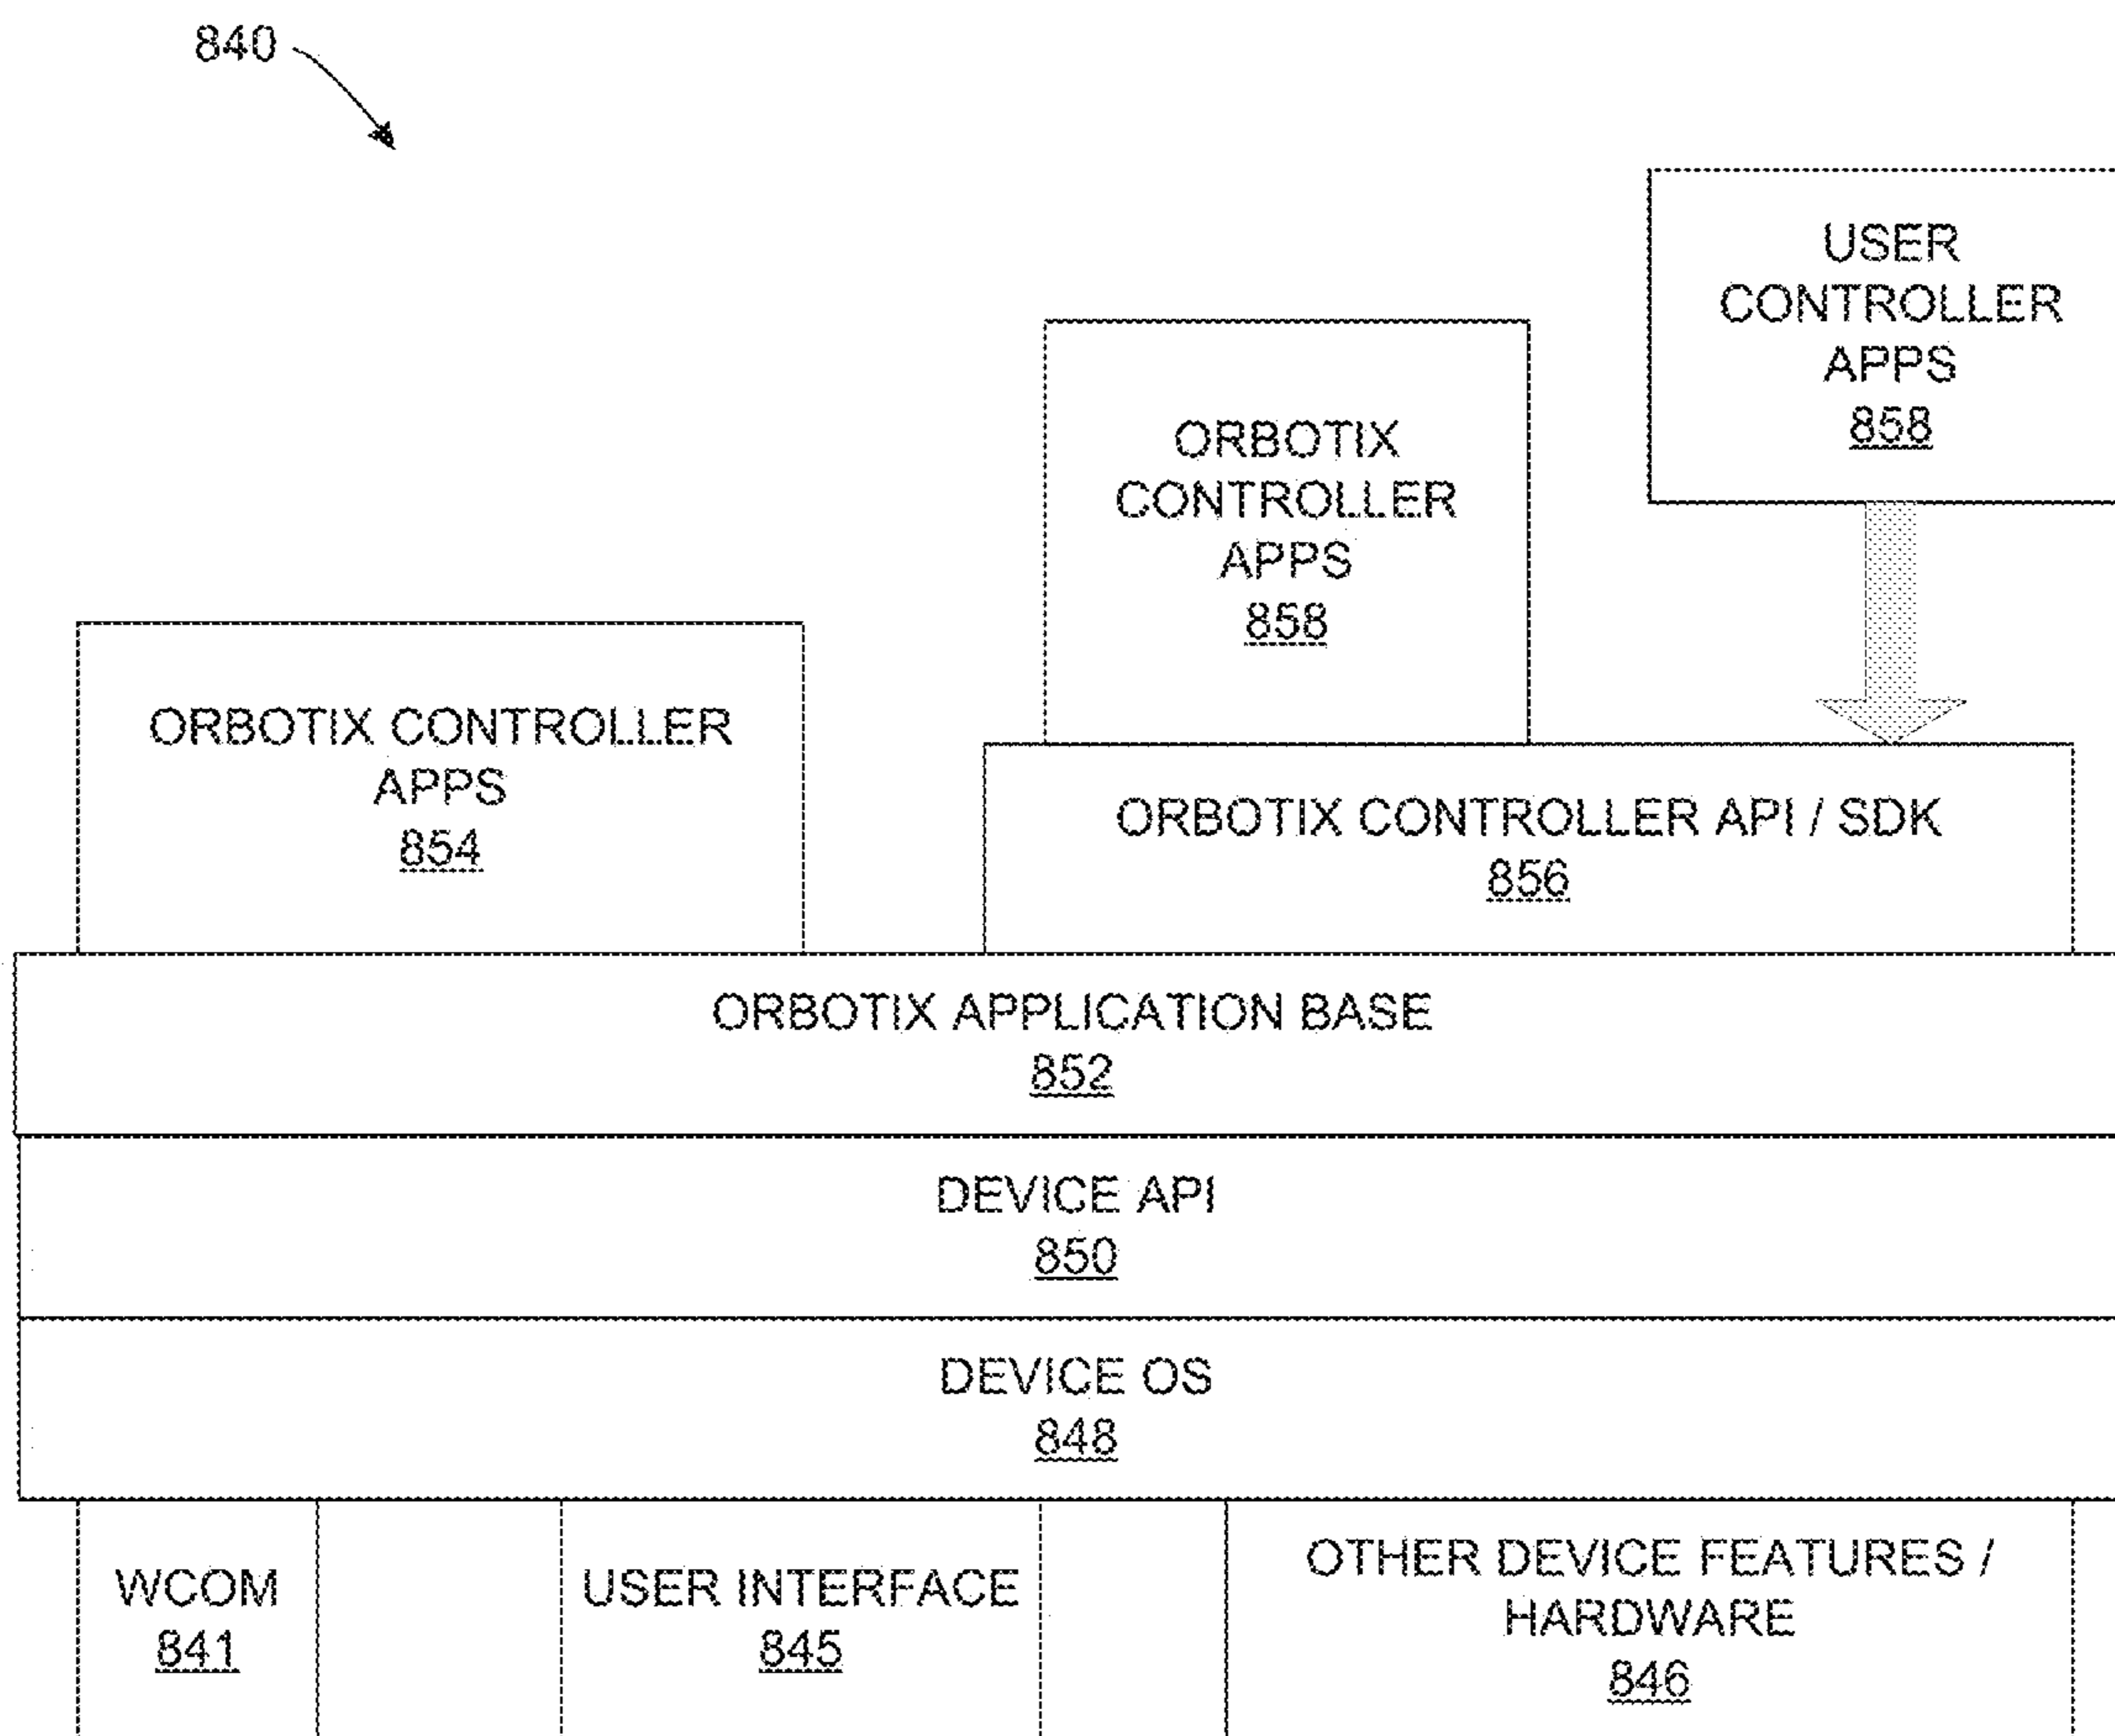 840
USER
CONTROLLER
APPS
858
ORBOTIX
CONTROLLER
APPS
858
ORBOTIX CONTROLLER
APPS
854
ORBOTIX CONTROLLER API / SDK
856
ORBOTIX APPLICATION BASE
852
DEVICE API
850
DEVICE OS
848
WCOM
841
USER INTERFACE
845
OTHER DEVICE FEATURES /
HARDWARE
846